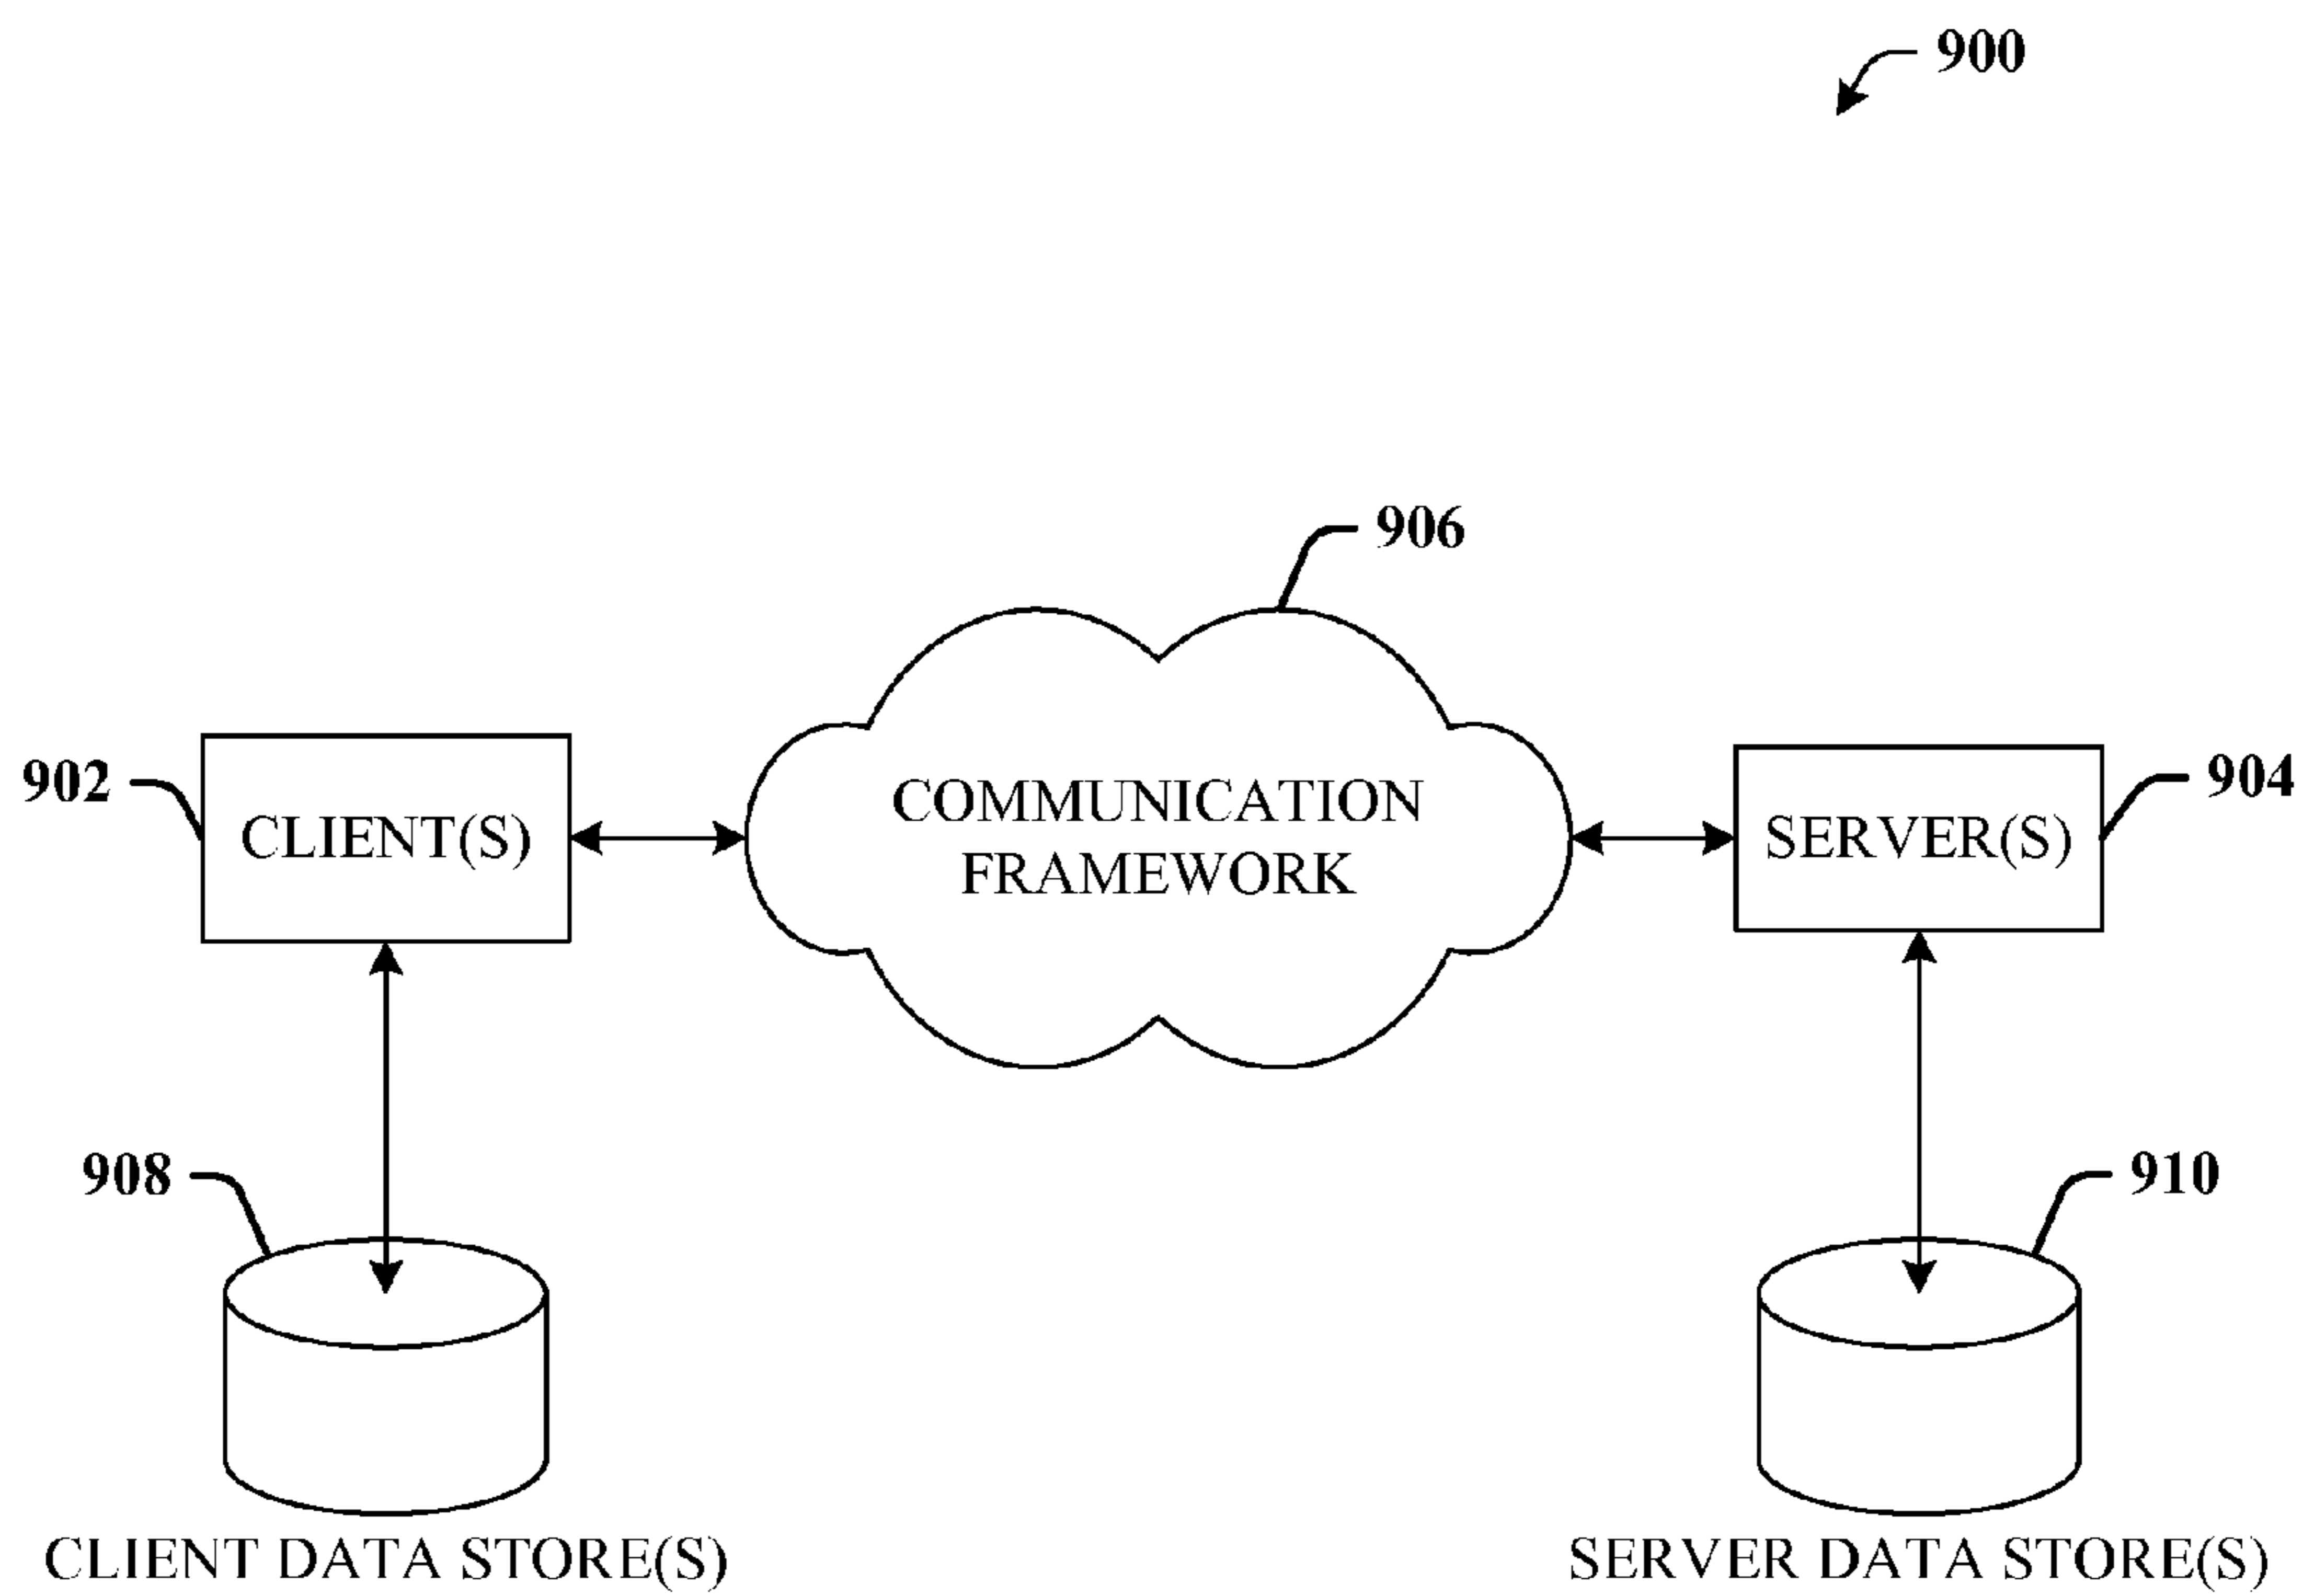 900
906
902
CLIENT(S)
COMMUNICATION
FRAMEWORK
SERVER(S)
904
908
910
CLIENT DATA STORE(S)
SERVER DATA STORE(S)